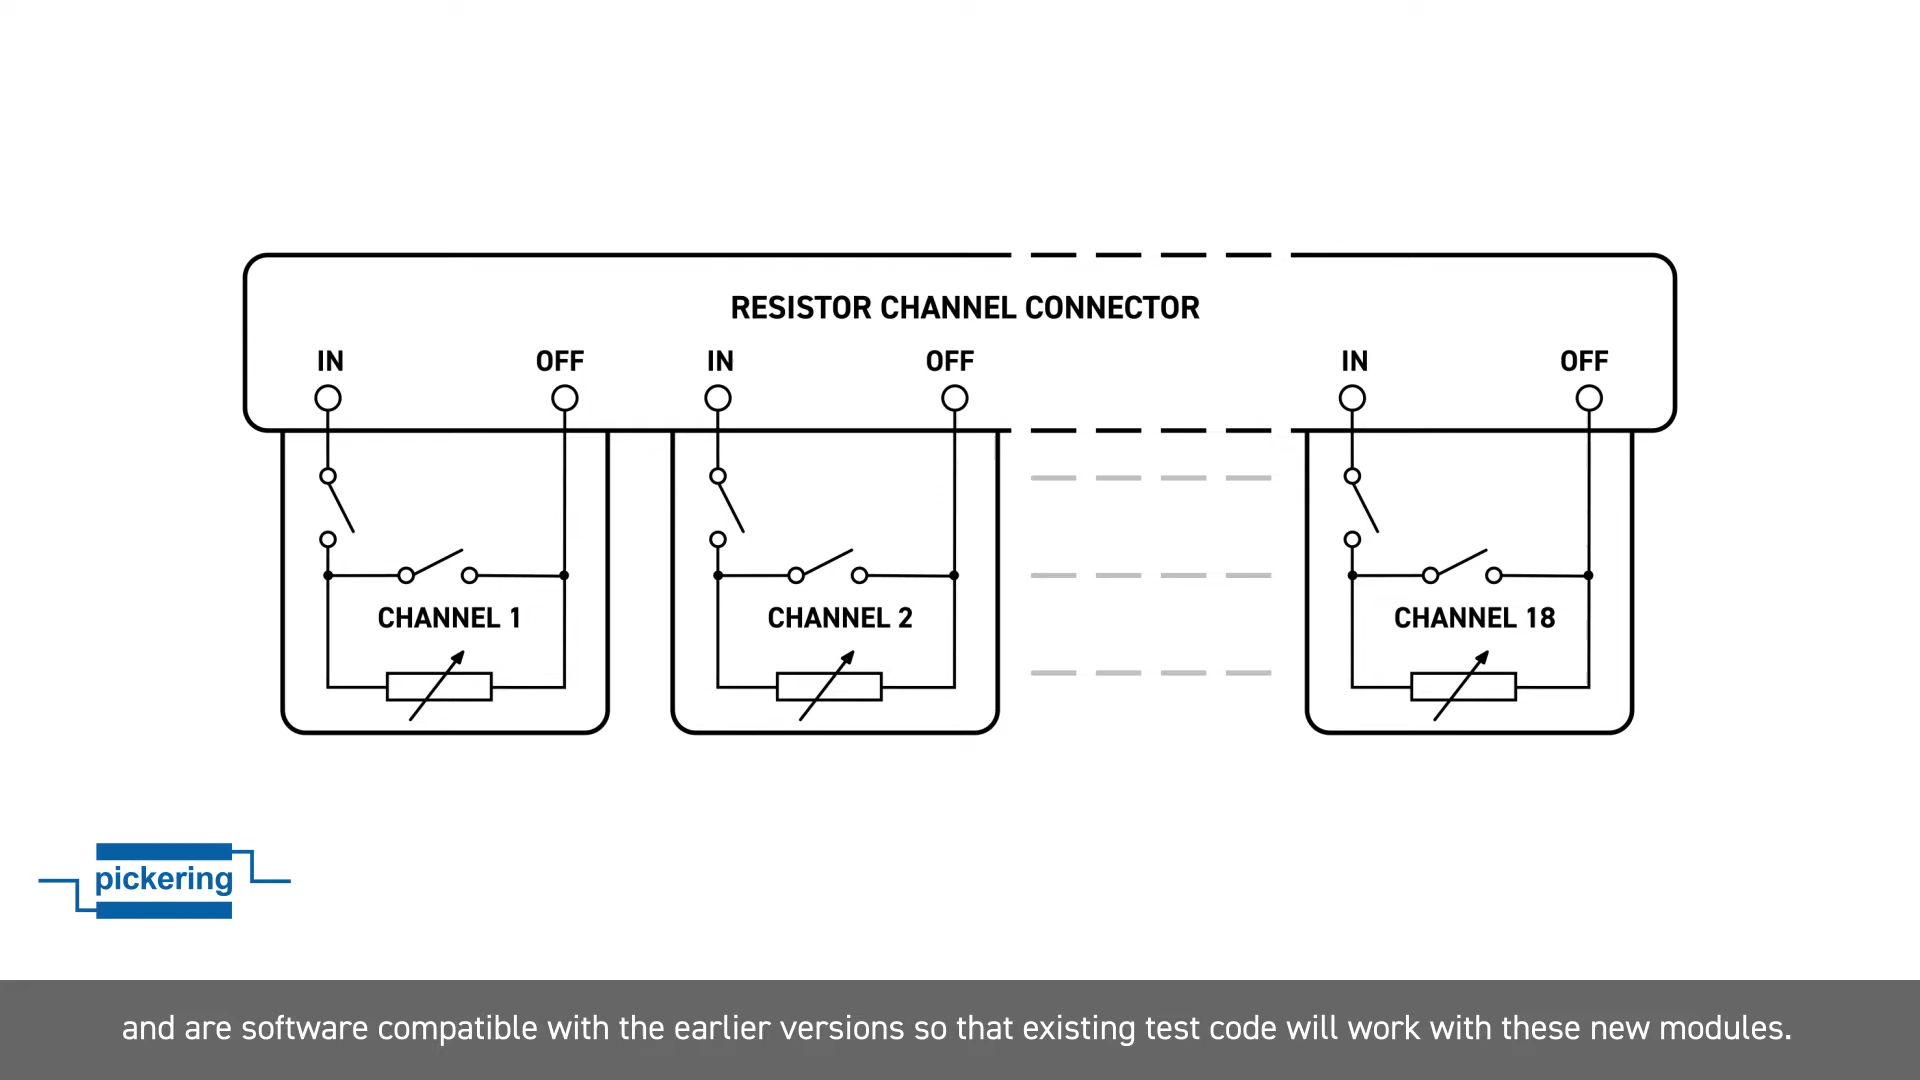 RESISTOR CHANNEL CONNECTOR
IN OFF IN OFF IN OFF
CHANNEL 1 CHANNEL 2 CHANNEL 18
pickering
and are software compatible with the earlier versions so that existing test code will work with these new modules.